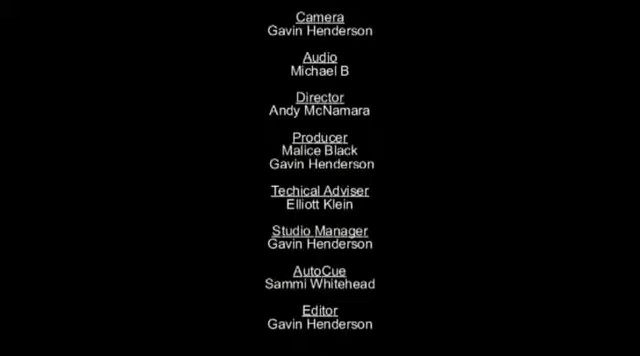 Camera
Gavin Henderson
Audio
Michael B
Director
Andy McNamara
Producer
Malice Black
Gavin Henderson
Techical Adviser
Elliott Klein
Studio Manager
Gavin Henderson
AutoCue
Sammi Whitehead
Editor
Gavin Henderson